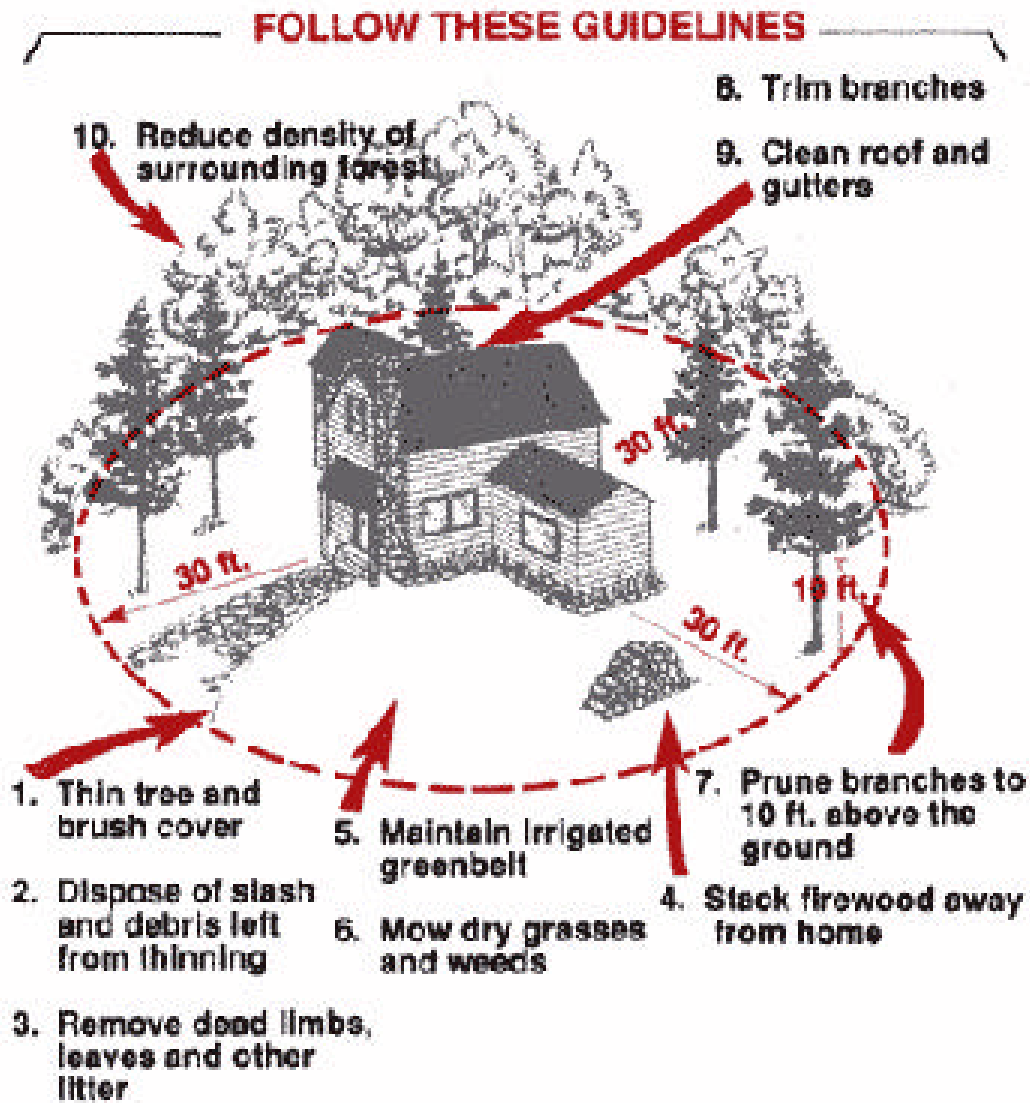 FOLLOW THESE GUIDELINES
8. Trim branches
10. Reduce density of
surrounding forest
9. Clean roof and
gutters
30 ft.
30 ft.
10 ft.
30 ft.
1. Thin tree and
brush cover
2. Dispose of slash
and debris left
from thinning
3. Remove dead limbs,
leaves and other
litter
5. Maintain Irrigated
greenbelt
6. Mow dry grasses
and weeds
7. Prune branches to
10 ft. above the
ground
4. Stack firewood away
from home